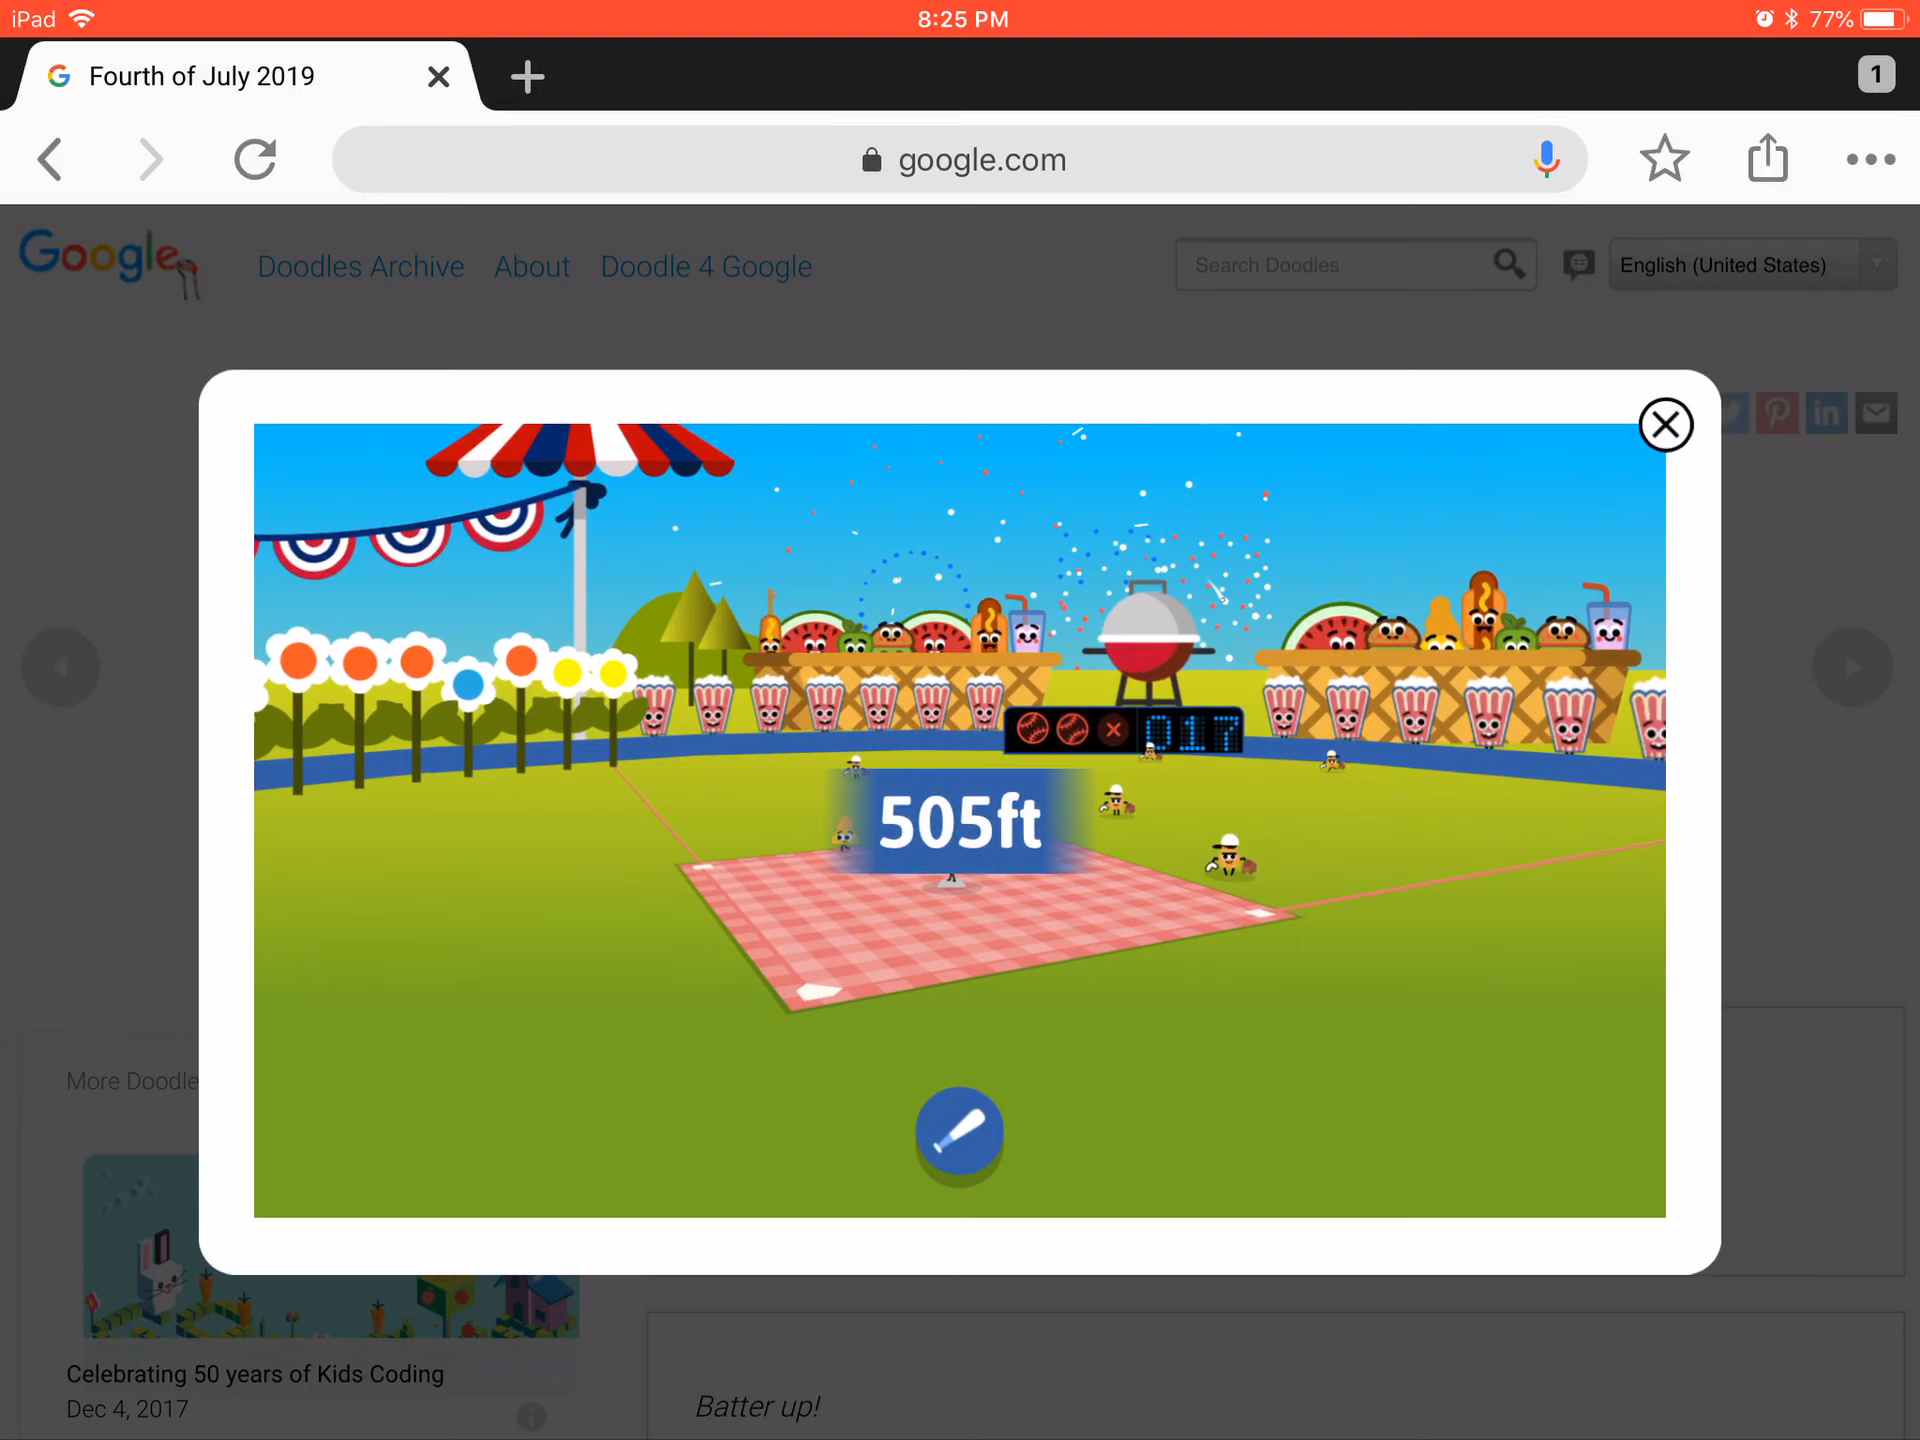 iPad
8:25 PM
77%
Fourth of July 2019
1
google.com
Google
Doodles Archive
About
Doodle 4 Google
Search Doodles
English (United States)
in
017
505ft
More Doodle
Celebrating 50 years of Kids Coding
Dec 4, 2017
Batter up!